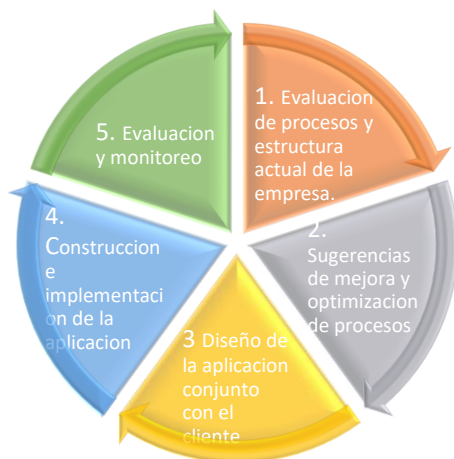 1. Evaluacion
de procesos y
estructura
actual de la
empresa.
2.
Sugerencias
de mejora y
optimizacion
de procesos
3 Diseño de
la aplicacion
conjunto
con el
cliente
4.
Construccion
e
implementaci
on de la
aplicacion
5. Evaluacion
y monitoreo